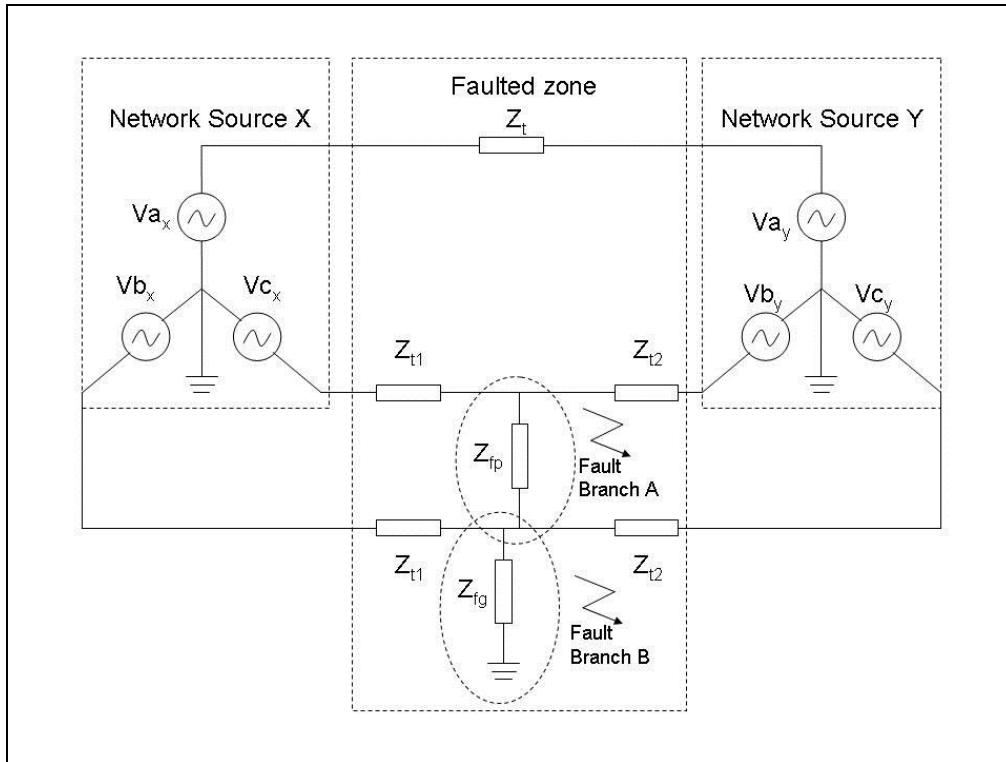 Faulted zone
Network Source X
Network Source Y
Zt
Vax
Vay
Vbx
Vcx
Vby
Vcy
Zt1
Zt2
Zfp
Fault
Branch A
Zt1
Zt2
Zfg
Fault
Branch B